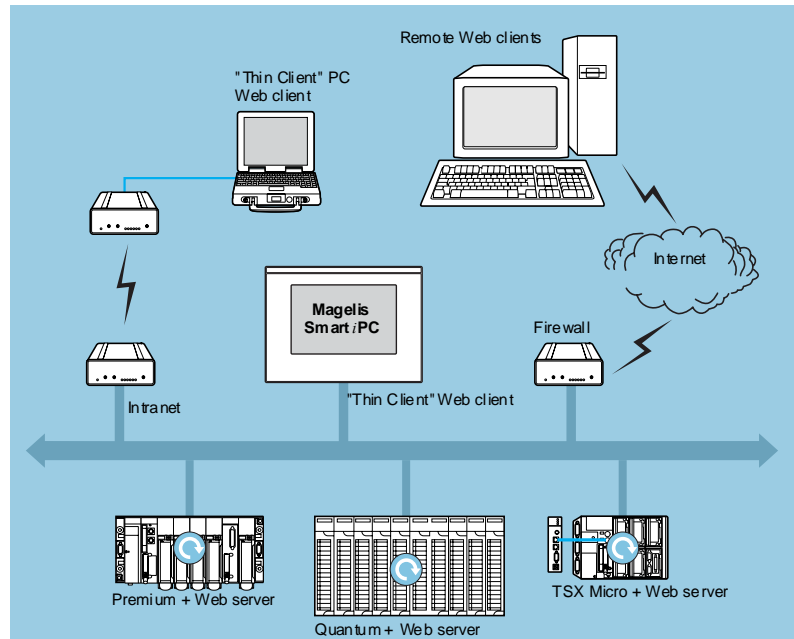 Remote Web clients
"Thin Client" PC
Web client
Internet
Magelis
Smart iPC
Firewall
Intranet
"Thin Client" Web client
Premium + Web server
Quantum + Web server
TSX Micro + Web server